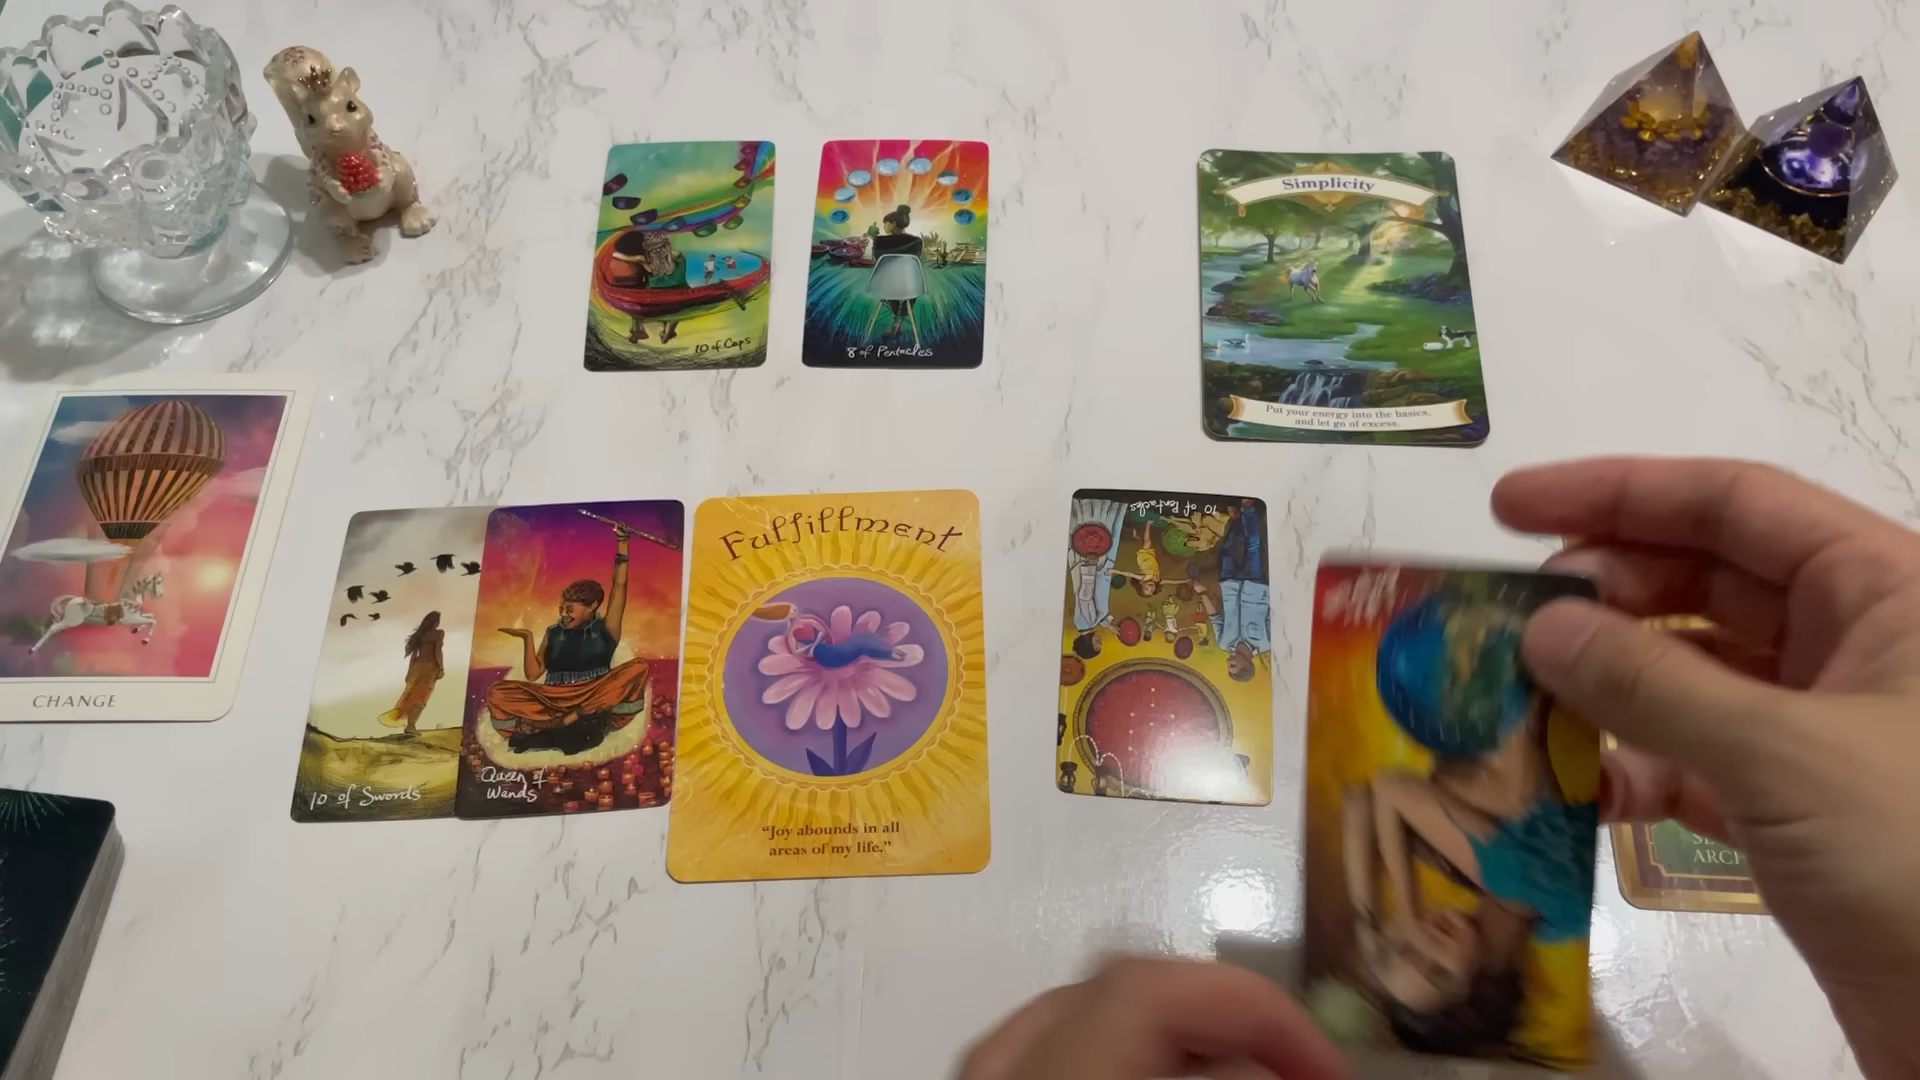 10 of Cups
8 of Pentacles
Simplicity
Put your energy into the basics,
and let go of excess.
CHANGE
10 of Swords
Queen of
Wands
Fulfillment
“Joy abounds in all
areas of my life.”
10 of Pentacles